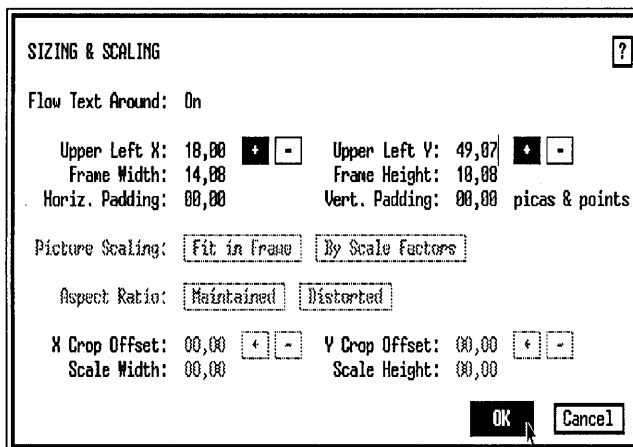 SIZING & SCALING ?
Flow Text Around: On
Upper Left X: 18,00 + - Upper Left Y: 49,07 + -
Frame Width: 14,08 Frame Height: 10,08
Horiz. Padding: 00,00 Vert. Padding: 00,00 picas & points
Picture Scaling: Fit in Frame By Scale Factors
Aspect Ratio: Maintained Distorted
X Crop Offset: 00,00 + - Y Crop Offset: 00,00 + -
Scale Width: 00,00 Scale Height: 00,00
OK Cancel